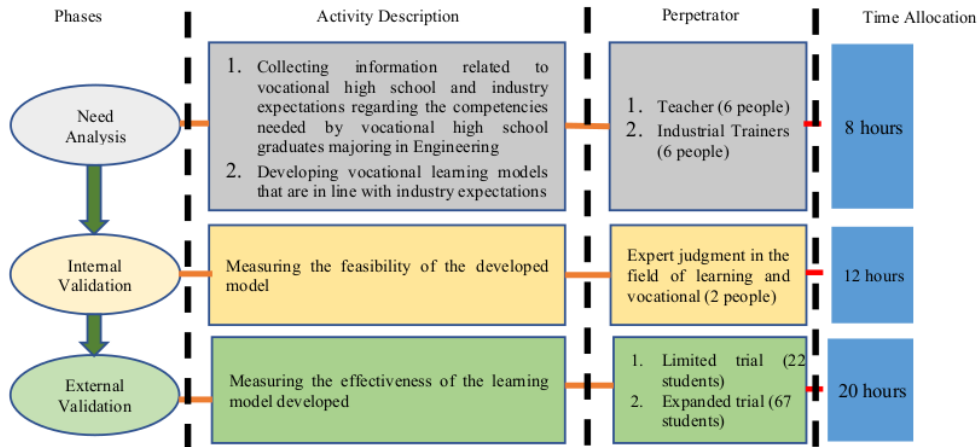 Phases
Activity Description
Perpetrator
Time Allocation
Need
Analysis
1. Collecting information related to
vocational high school and industry
expectations regarding the competencies
needed by vocational high school
graduates majoring in Engineering
2. Developing vocational learning models
that are in line with industry expectations
1. Teacher (6 people)
2. Industrial Trainers
(6 people)
8 hours
Internal
Validation
Measuring the feasibility of the developed
model
Expert judgment in the
field of learning and
vocational (2 people)
12 hours
External
Validation
Measuring the effectiveness of the learning
model developed
1. Limited trial (22
students)
2. Expanded trial (67
students)
20 hours